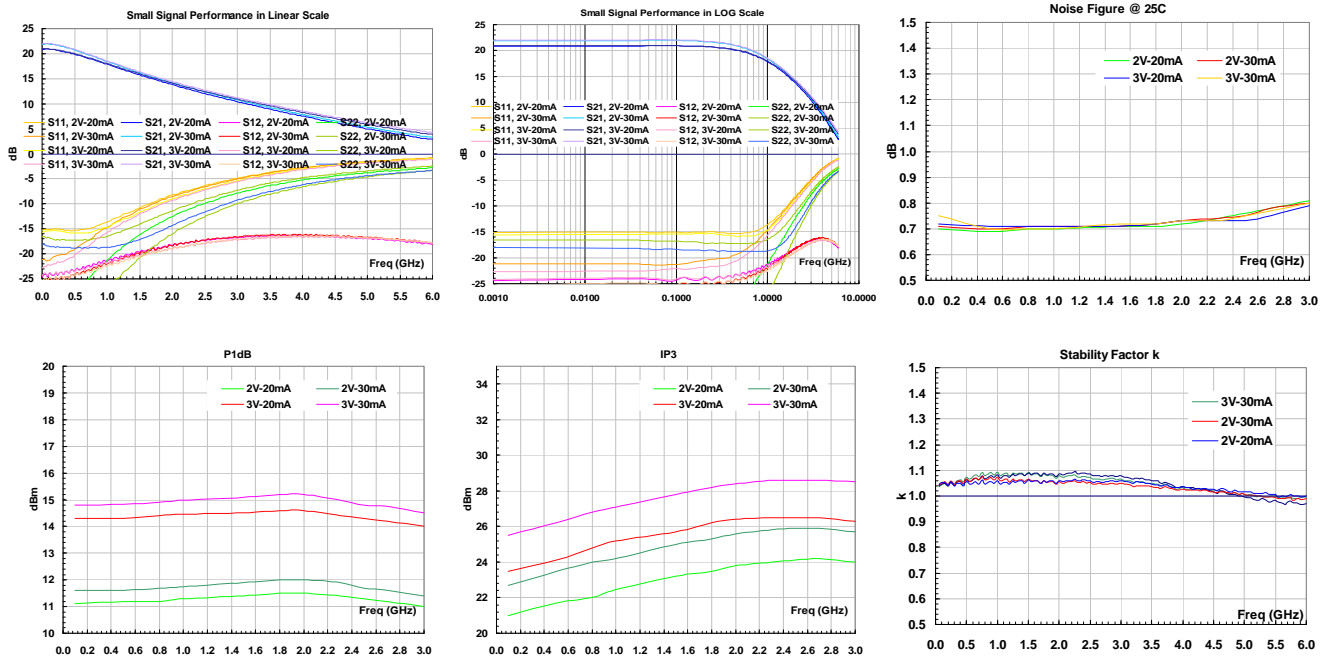 Small Signal Performance in Linear Scale
25
20
15
10
5
0
-5
-10
-15
-20
-25
dB
S11, 2V-20mA S21, 2V-20mA S12, 2V-20mA S22, 2V-20mA
S11, 2V-30mA S21, 2V-30mA S12, 2V-30mA S22, 2V-30mA
S11, 3V-20mA S21, 3V-20mA S12, 3V-20mA S22, 3V-20mA
S11, 3V-30mA S21, 3V-30mA S12, 3V-30mA S22, 3V-30mA
Freq (GHz)
0.0 0.5 1.0 1.5 2.0 2.5 3.0 3.5 4.0 4.5 5.0 5.5 6.0
Small Signal Performance in LOG Scale
25
20
15
10
5
0
-5
-10
-15
-20
-25
dB
S11, 2V-20mA S21, 2V-20mA S12, 2V-20mA S22, 2V-20mA
S11, 2V-30mA S21, 2V-30mA S12, 2V-30mA S22, 2V-30mA
S11, 3V-20mA S21, 3V-20mA S12, 3V-20mA S22, 3V-20mA
S11, 3V-30mA S21, 3V-30mA S12, 3V-30mA S22, 3V-30mA
Freq (GHz)
0.0010 0.0100 0.1000 1.0000 10.0000
Noise Figure @ 25C
1.5
1.4
1.3
1.2
1.1
1.0
0.9
0.8
0.7
0.6
0.5
dB
2V-20mA 2V-30mA
3V-20mA 3V-30mA
Freq (GHz)
0.0 0.2 0.4 0.6 0.8 1.0 1.2 1.4 1.6 1.8 2.0 2.2 2.4 2.6 2.8 3.0
P1dB
20
19
18
17
16
15
14
13
12
11
10
dBm
2V-20mA 2V-30mA
3V-20mA 3V-30mA
Freq (GHz)
0.0 0.2 0.4 0.6 0.8 1.0 1.2 1.4 1.6 1.8 2.0 2.2 2.4 2.6 2.8 3.0
IP3
34
32
30
28
26
24
22
20
dBm
2V-20mA 2V-30mA
3V-20mA 3V-30mA
Freq (GHz)
0.0 0.2 0.4 0.6 0.8 1.0 1.2 1.4 1.6 1.8 2.0 2.2 2.4 2.6 2.8 3.0
Stability Factor k
1.5
1.4
1.3
1.2
1.1
1.0
0.9
0.8
0.7
0.6
0.5
k
3V-30mA
2V-30mA
2V-20mA
Freq (GHz)
0.0 0.5 1.0 1.5 2.0 2.5 3.0 3.5 4.0 4.5 5.0 5.5 6.0